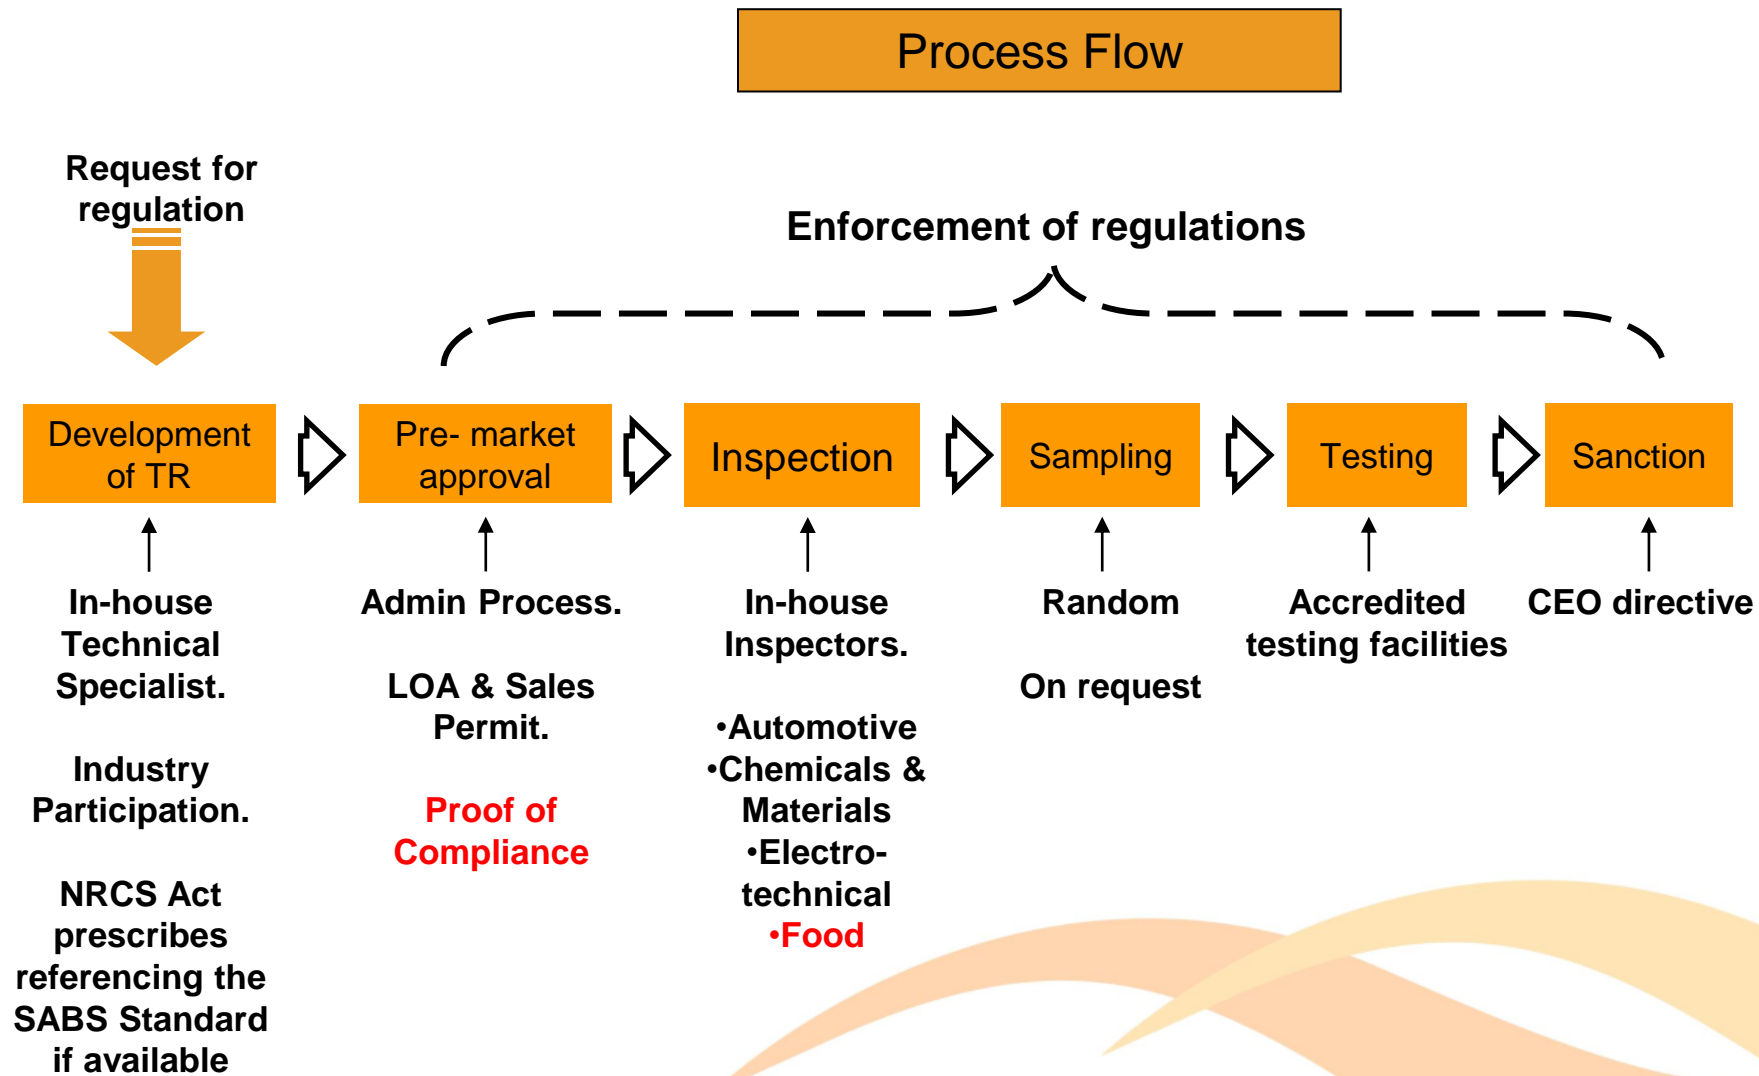 Process Flow
Request for
regulation
Enforcement of regulations
Development
of TR
Pre- market
approval
Inspection
Sampling
Testing
Sanction
In-house
Technical
Specialist.
Industry
Participation.
NRCS Act
prescribes
referencing the
SABS Standard
if available
Admin Process.
LOA & Sales
Permit.
Proof of
Compliance
In-house
Inspectors.
•Automotive
•Chemicals &
Materials
•Electro-
technical
•Food
Random
On request
Accredited
testing facilities
CEO directive